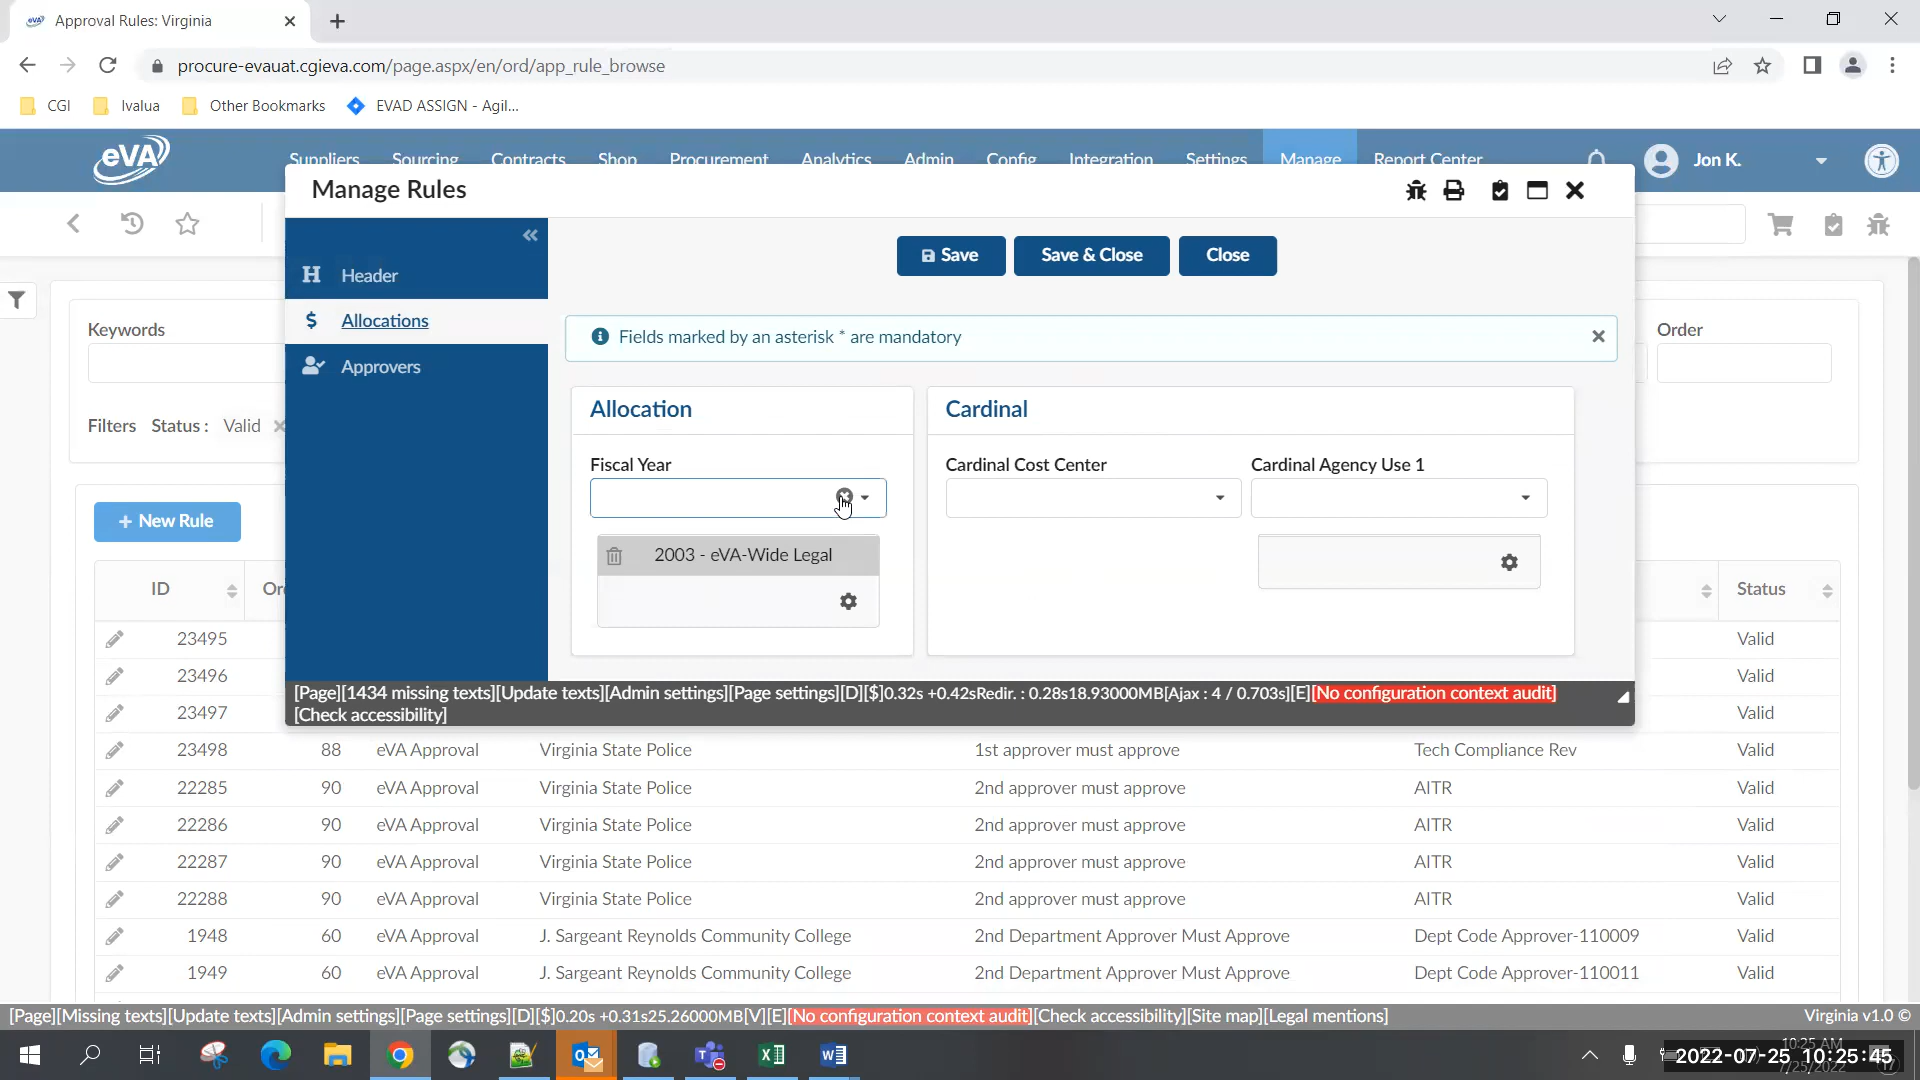 Approval Rules: Virginia
procure-evauat.cgieva.com/page.aspx/en/ord/app_rule_browse
CGI Ivalua Other Bookmarks EVAD ASSIGN - Agil...
eVA Suppliers Sourcing Contracts Shop Procurement Analytics Admin Config Integration Settings Manage Report Center Jon K.
Manage Rules
Save Save & Close Close
Header
Allocations
Approvers
Fields marked by an asterisk * are mandatory
Keywords
Order
Filters Status : Valid
Allocation Cardinal
Fiscal Year Cardinal Cost Center Cardinal Agency Use 1
2003 - eVA-Wide Legal
+ New Rule
ID Status
23495 Valid
23496 Valid
23497 Valid
[Page][1434 missing texts][Update texts][Admin settings][Page settings][D][$]0.32s +0.42sRedir. : 0.28s18.93000MB[Ajax : 4 / 0.703s][E][No configuration context audit]
[Check accessibility]
23498 88 eVA Approval Virginia State Police 1st approver must approve Tech Compliance Rev Valid
22285 90 eVA Approval Virginia State Police 2nd approver must approve AITR Valid
22286 90 eVA Approval Virginia State Police 2nd approver must approve AITR Valid
22287 90 eVA Approval Virginia State Police 2nd approver must approve AITR Valid
22288 90 eVA Approval Virginia State Police 2nd approver must approve AITR Valid
1948 60 eVA Approval J. Sargeant Reynolds Community College 2nd Department Approver Must Approve Dept Code Approver-110009 Valid
1949 60 eVA Approval J. Sargeant Reynolds Community College 2nd Department Approver Must Approve Dept Code Approver-110011 Valid
[Page][Missing texts][Update texts][Admin settings][Page settings][D][$]0.20s +0.31s25.26000MB[V][E][No configuration context audit][Check accessibility][Site map][Legal mentions] Virginia v1.0 ©
10:25 AM
2022-07-25 10:25:45
7/25/2022